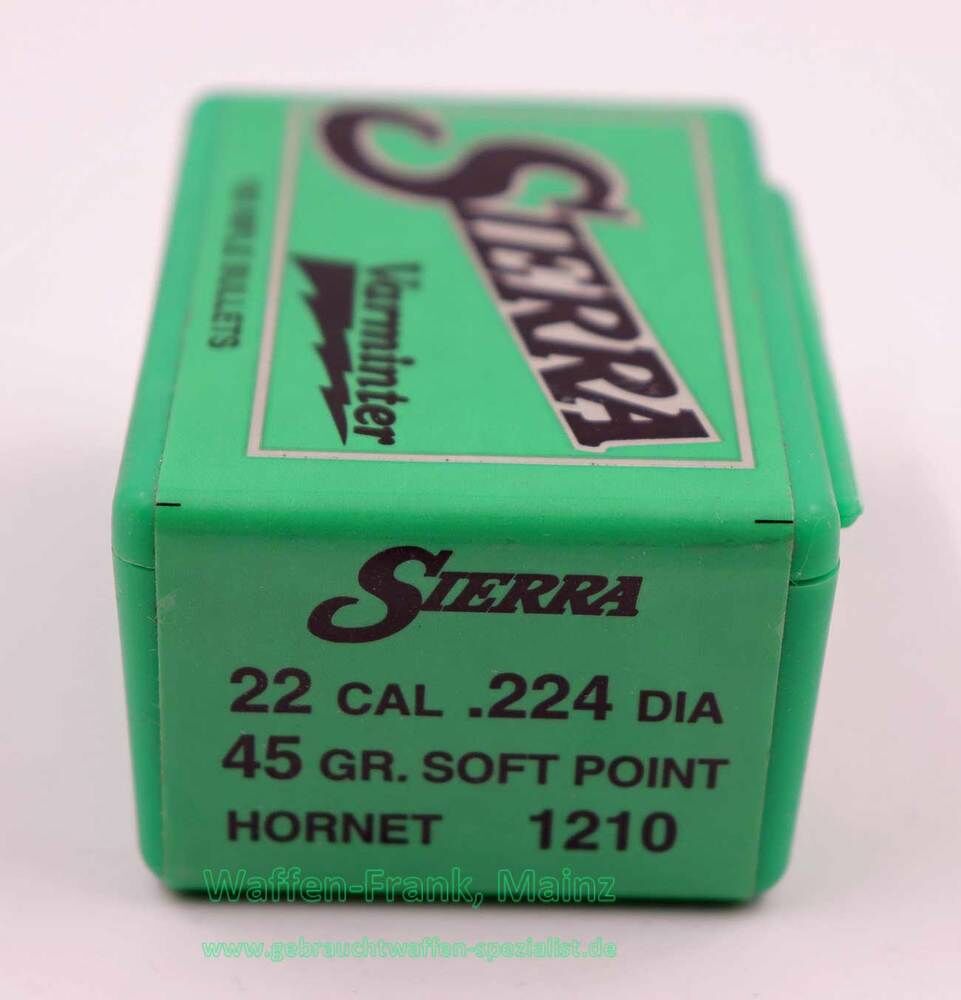 SIERRA
Varminter
BULLETS
SIERRA
22 CAL .224 DIA
45 GR. SOFT POINT
HORNET 1210
Waffen-Frank, Mainz
www.gebrauchtwaffen-spezialist.de